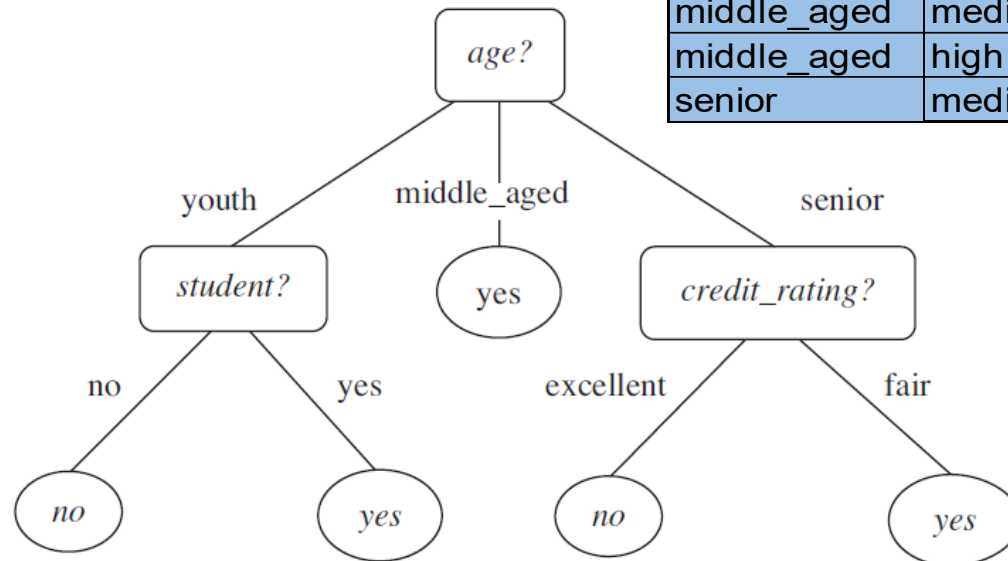 middle_aged
middle_aged high
senior
age?
youth middle_aged senior
student? yes credit_rating?
no yes excellent fair
no yes no yes